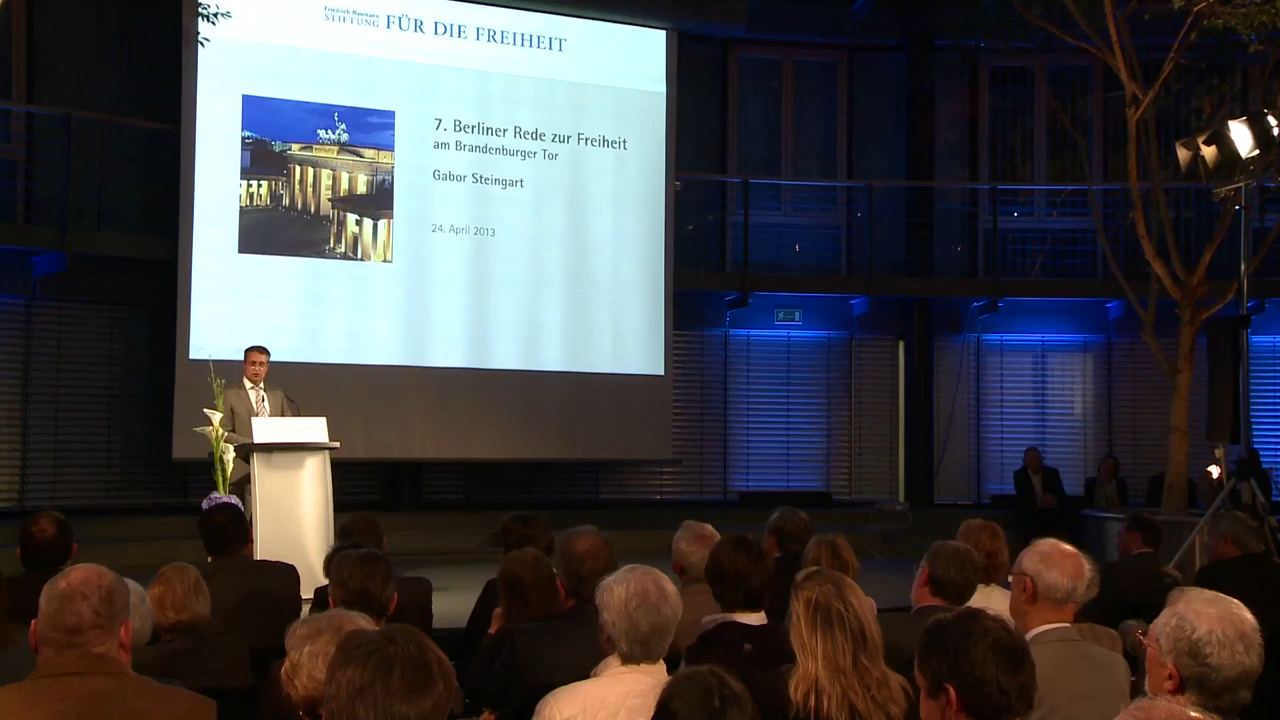 Friedrich Naumann
STIFTUNG FÜR DIE FREIHEIT
7. Berliner Rede zur Freiheit
am Brandenburger Tor
Gabor Steingart
24. April 2013